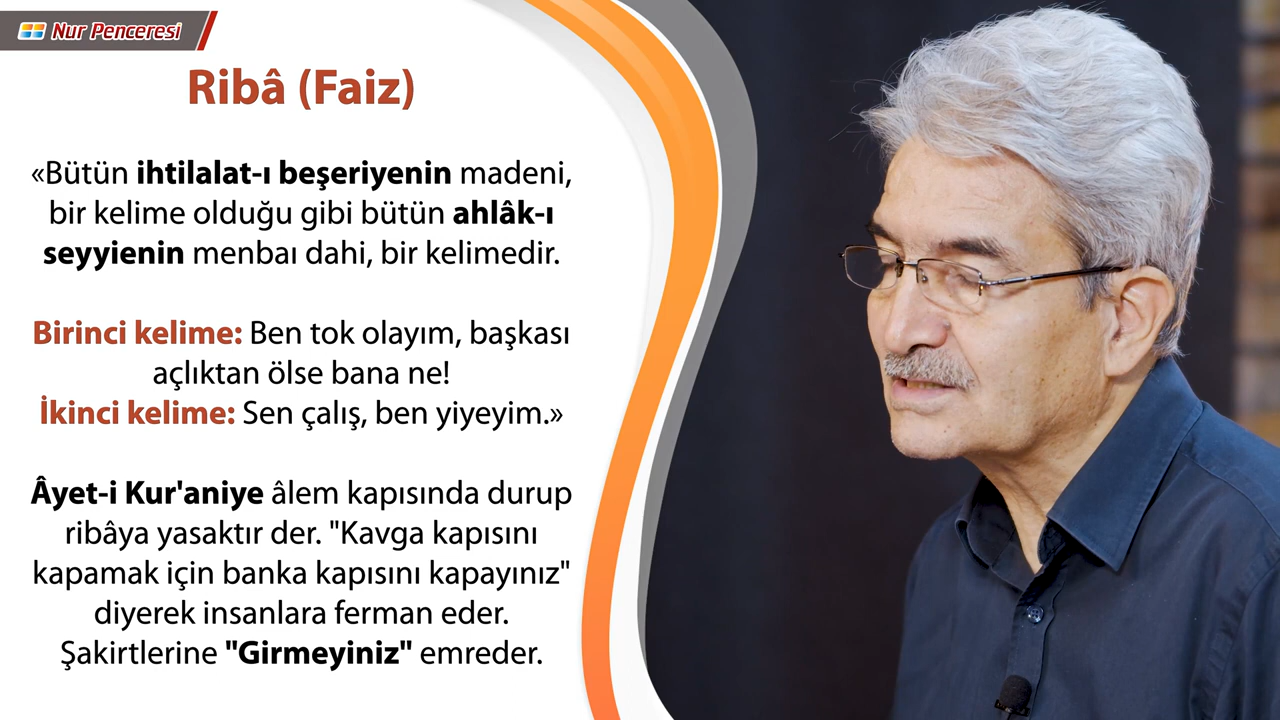 Nur Penceresi
Ribâ (Faiz)
«Bütün ihtilalat-ı beşeriyenin madeni,
bir kelime olduğu gibi bütün ahlâk-ı
seyyienin menbaı dahi, bir kelimedir.
Birinci kelime: Ben tok olayım, başkası
açlıktan ölse bana ne!
İkinci kelime: Sen çalış, ben yiyeyim.»
Âyet-i Kur'aniye âlem kapısında durup
ribâya yasaktır der. "Kavga kapısını
kapamak için banka kapısını kapayınız"
diyerek insanlara ferman eder.
Şakirtlerine "Girmeyiniz" emreder.